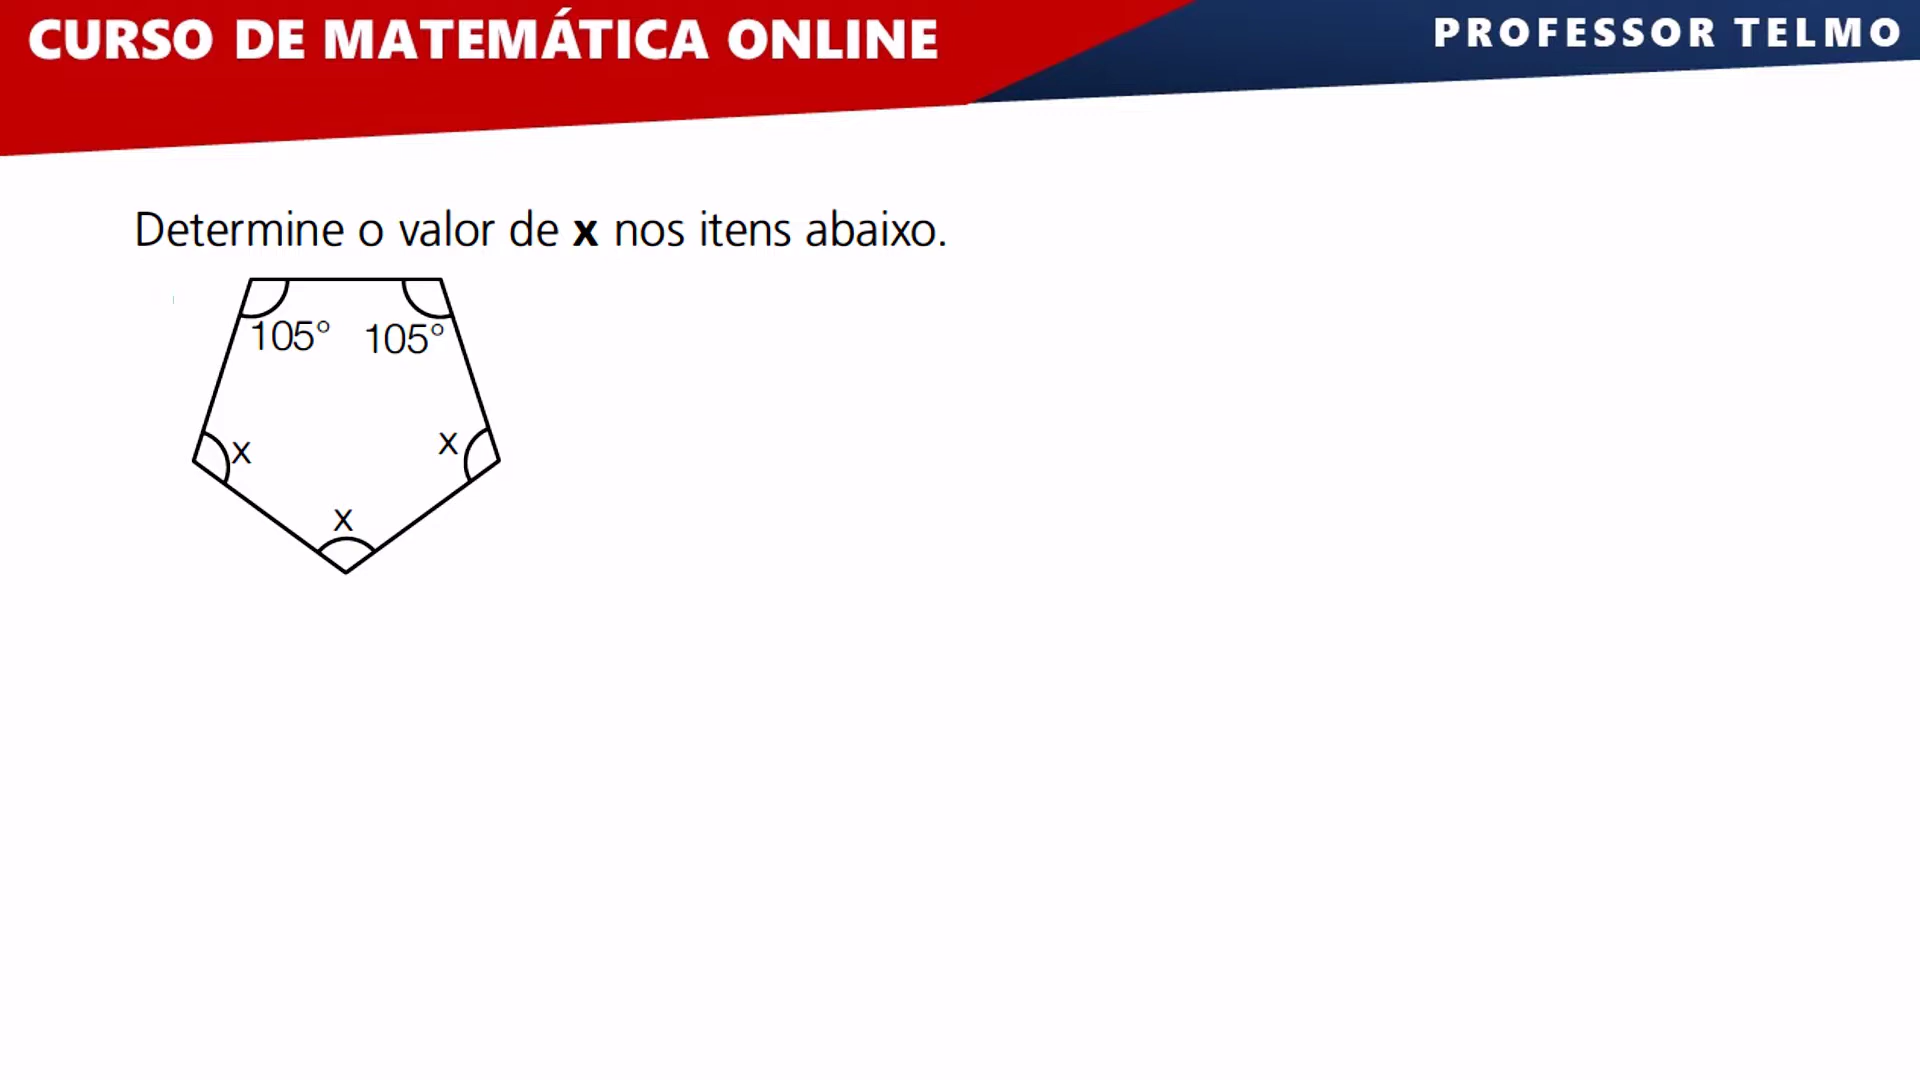 CURSO DE MATEMÁTICA ONLINE
PROFESSOR TELMO
Determine o valor de x nos itens abaixo.
105° 105°
x
x
x